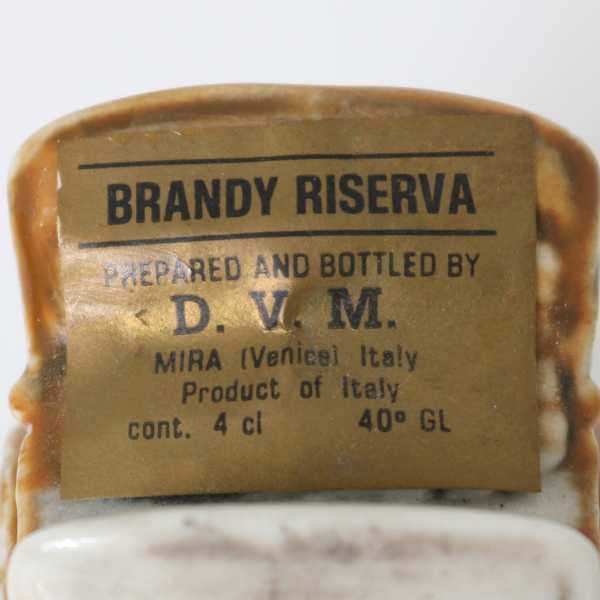 BRANDY RISERVA
PREPARED AND BOTTLED BY
D. V. M.
MIRA (Venice) Italy
Product of Italy
cont. 4 cl 40° GL